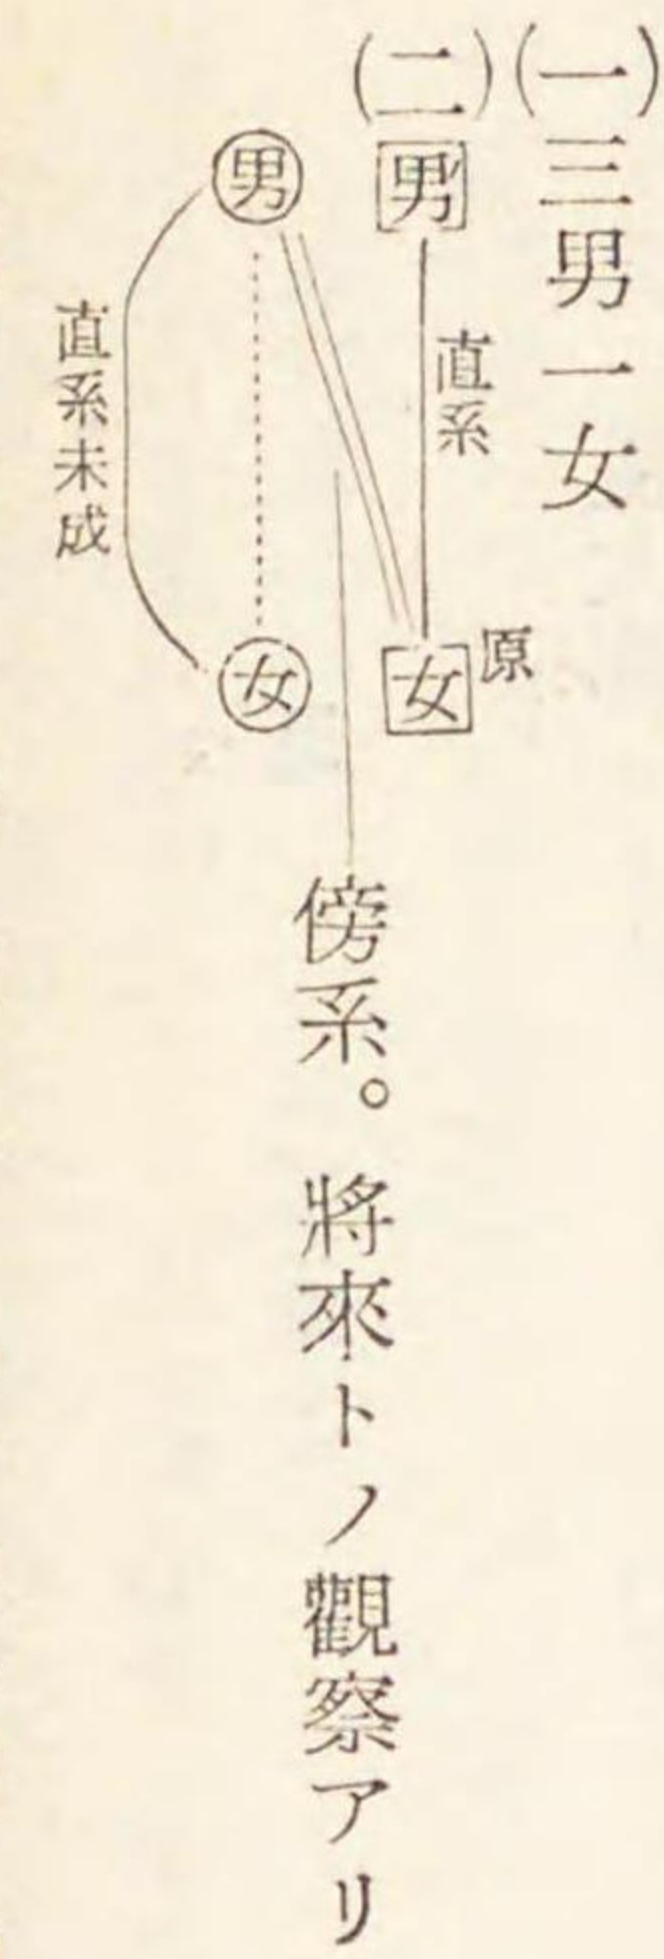 (一)三男一女
(二)男
直系
原
女
男
女
直系未成
傍系。將來トノ觀察アリ